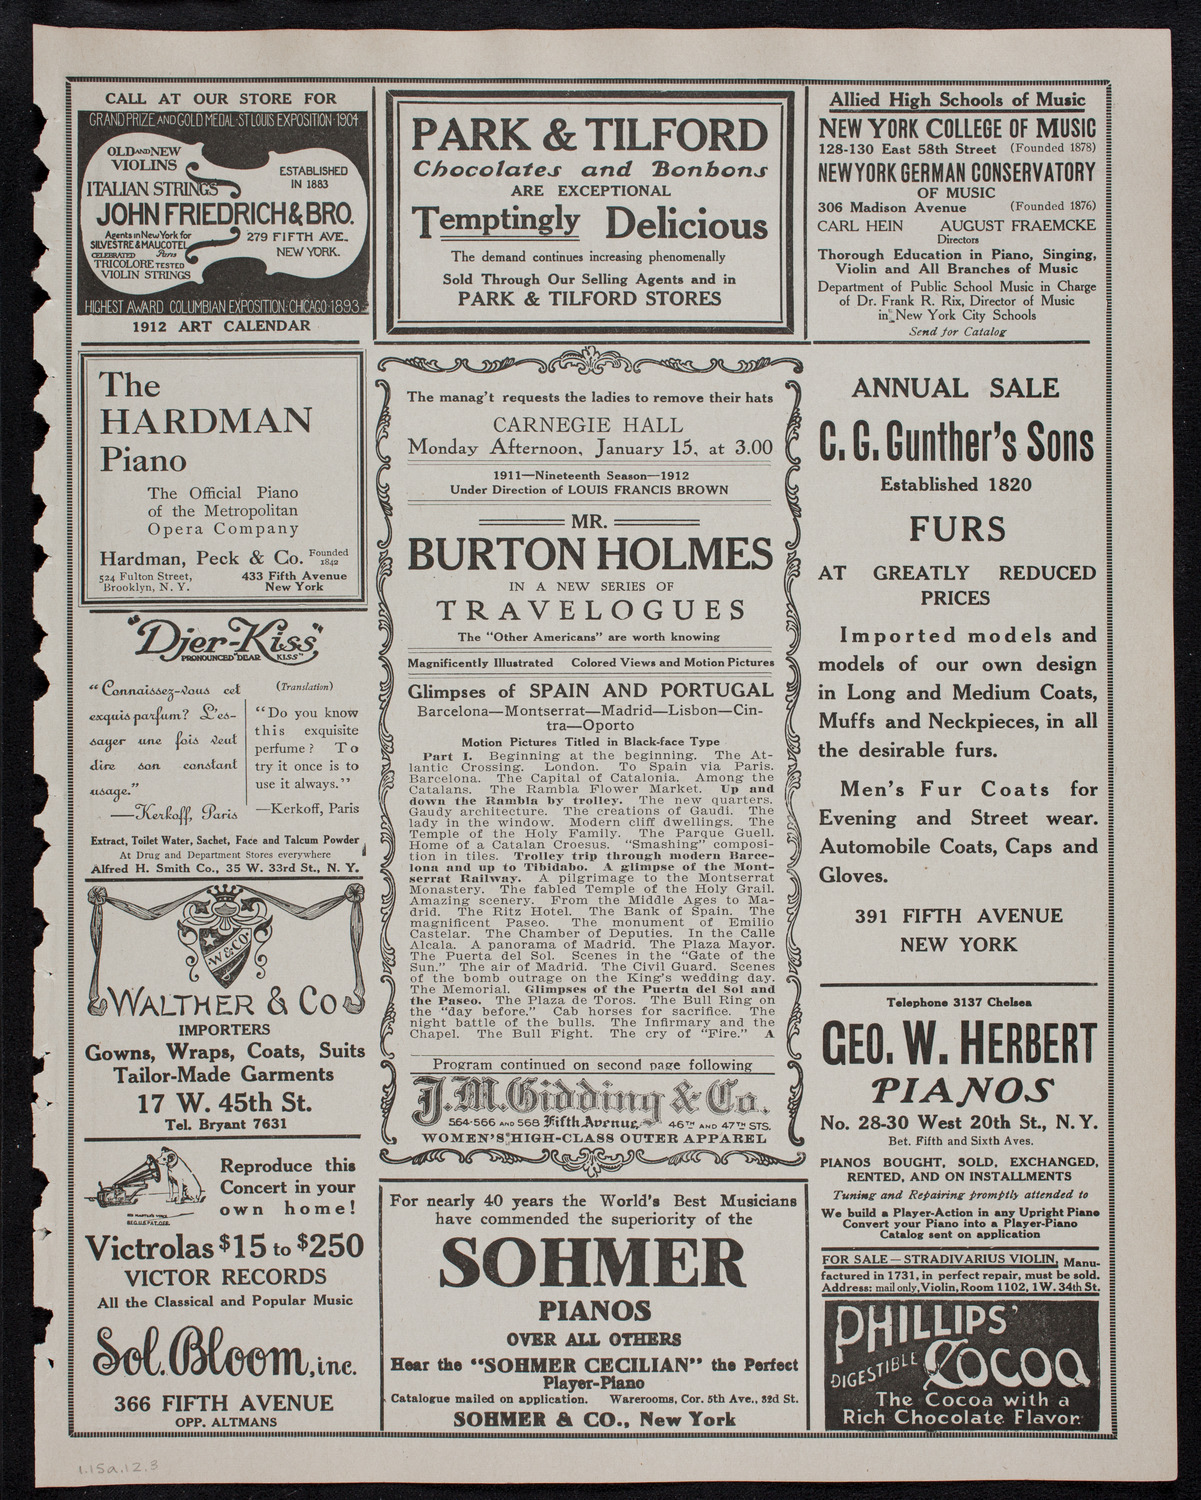 CALL AT OUR STORE FOR
GRAND PRIZE AND GOLD MEDAL·ST LOUIS EXPOSITION·1904
OLD AND NEW
VIOLINS
ITALIAN STRINGS
ESTABLISHED
IN 1883
JOHN FRIEDRICH & BRO.
Agents in New York for
SILVESTRE & MAUCOTEL
CELEBRATED Paris
TRICOLORE TESTED
VIOLIN STRINGS
279 FIFTH AVE.
NEW YORK.
HIGHEST AWARD COLUMBIAN EXPOSITION·CHICAGO·1893
1912 ART CALENDAR
The
HARDMAN
Piano
The Official Piano
of the Metropolitan
Opera Company
Hardman, Peck & Co. Founded 1842
524 Fulton Street,
Brooklyn, N. Y.
433 Fifth Avenue
New York
"Djer-Kiss"
PRONOUNCED "DEAR KISS"
"Connaissez-vous cet
exquis parfum? L'es-
sayer une fois veut
dire son constant
usage."
—Kerkoff, Paris
(Translation)
"Do you know
this exquisite
perfume? To
try it once is to
use it always."
—Kerkoff, Paris
Extract, Toilet Water, Sachet, Face and Talcum Powder
At Drug and Department Stores everywhere
Alfred H. Smith Co., 35 W. 33rd St., N. Y.
W & CO
WALTHER & CO
IMPORTERS
Gowns, Wraps, Coats, Suits
Tailor-Made Garments
17 W. 45th St.
Tel. Bryant 7631
HIS MASTER'S VOICE
REG. U.S. PAT. OFF.
Reproduce this
Concert in your
own home!
Victrolas $15 to $250
VICTOR RECORDS
All the Classical and Popular Music
Sol. Bloom, inc.
366 FIFTH AVENUE
OPP. ALTMANS
PARK & TILFORD
Chocolates and Bonbons
ARE EXCEPTIONAL
Temptingly Delicious
The demand continues increasing phenomenally
Sold Through Our Selling Agents and in
PARK & TILFORD STORES
The manag't requests the ladies to remove their hats
CARNEGIE HALL
Monday Afternoon, January 15, at 3.00
1911—Nineteenth Season—1912
Under Direction of LOUIS FRANCIS BROWN
MR.
BURTON HOLMES
IN A NEW SERIES OF
TRAVELOGUES
The "Other Americans" are worth knowing
Magnificently Illustrated Colored Views and Motion Pictures
Glimpses of SPAIN AND PORTUGAL
Barcelona—Montserrat—Madrid—Lisbon—Cin-
tra—Oporto
Motion Pictures Titled in Black-face Type
Part I. Beginning at the beginning. The At-
lantic Crossing. London. To Spain via Paris.
Barcelona. The Capital of Catalonia. Among the
Catalans. The Rambla Flower Market. Up and
down the Rambla by trolley. The new quarters.
Gaudy architecture. The creations of Gaudi. The
lady in the window. Modern cliff dwellings. The
Temple of the Holy Family. The Parque Guell.
Home of a Catalan Croesus. "Smashing" composi-
tion in tiles. Trolley trip through modern Barce-
lona and up to Tibidabo. A glimpse of the Mont-
serrat Railway. A pilgrimage to the Montserrat
Monastery. The fabled Temple of the Holy Grail.
Amazing scenery. From the Middle Ages to Ma-
drid. The Ritz Hotel. The Bank of Spain. The
magnificent Paseo. The monument of Emilio
Castelar. The Chamber of Deputies. In the Calle
Alcala. A panorama of Madrid. The Plaza Mayor.
The Puerta del Sol. Scenes in the "Gate of the
Sun." The air of Madrid. The Civil Guard. Scenes
of the bomb outrage on the King's wedding day.
The Memorial. Glimpses of the Puerta del Sol and
the Paseo. The Plaza de Toros. The Bull Ring on
the "day before." Cab horses for sacrifice. The
night battle of the bulls. The Infirmary and the
Chapel. The Bull Fight. The cry of "Fire." A
Program continued on second page following
J. M. Gidding & Co.
564-566 AND 568 Fifth Avenue 46TH AND 47TH STS.
WOMEN'S HIGH-CLASS OUTER APPAREL
For nearly 40 years the World's Best Musicians
have commended the superiority of the
SOHMER
PIANOS
OVER ALL OTHERS
Hear the "SOHMER CECILIAN" the Perfect
Player-Piano
Catalogue mailed on application. Warerooms, Cor. 5th Ave., 32d St.
SOHMER & CO., New York
Allied High Schools of Music
NEW YORK COLLEGE OF MUSIC
128-130 East 58th Street (Founded 1878)
NEW YORK GERMAN CONSERVATORY
OF MUSIC
306 Madison Avenue (Founded 1876)
CARL HEIN AUGUST FRAEMCKE
Directors
Thorough Education in Piano, Singing,
Violin and All Branches of Music
Department of Public School Music in Charge
of Dr. Frank R. Rix, Director of Music
in New York City Schools
Send for Catalog
ANNUAL SALE
C. G. Gunther's Sons
Established 1820
FURS
AT GREATLY REDUCED
PRICES
Imported models and
models of our own design
in Long and Medium Coats,
Muffs and Neckpieces, in all
the desirable furs.
Men's Fur Coats for
Evening and Street wear.
Automobile Coats, Caps and
Gloves.
391 FIFTH AVENUE
NEW YORK
Telephone 3137 Chelsea
GEO. W. HERBERT
PIANOS
No. 28-30 West 20th St., N. Y.
Bet. Fifth and Sixth Aves.
PIANOS BOUGHT, SOLD, EXCHANGED,
RENTED, AND ON INSTALLMENTS
Tuning and Repairing promptly attended to
We build a Player-Action in any Upright Piano
Convert your Piano into a Player-Piano
Catalog sent on application
FOR SALE—STRADIVARIUS VIOLIN, Manu-
factured in 1731, in perfect repair, must be sold.
Address: mail only, Violin, Room 1102, 1 W. 34th St.
PHILLIPS'
DIGESTIBLE COCOA
The Cocoa with a
Rich Chocolate Flavor.
1.15a.12.3